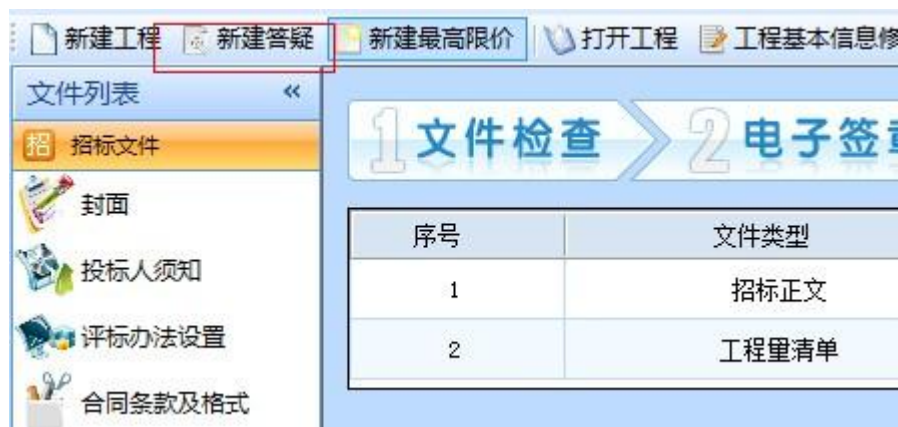 新建工程 新建答疑 新建最高限价 打开工程 工程基本信息修
文件列表 «
招 招标文件
1 文件检查 2 电子签章
封面
序号 文件类型
投标人须知
1 招标正文
评标办法设置
2 工程量清单
合同条款及格式